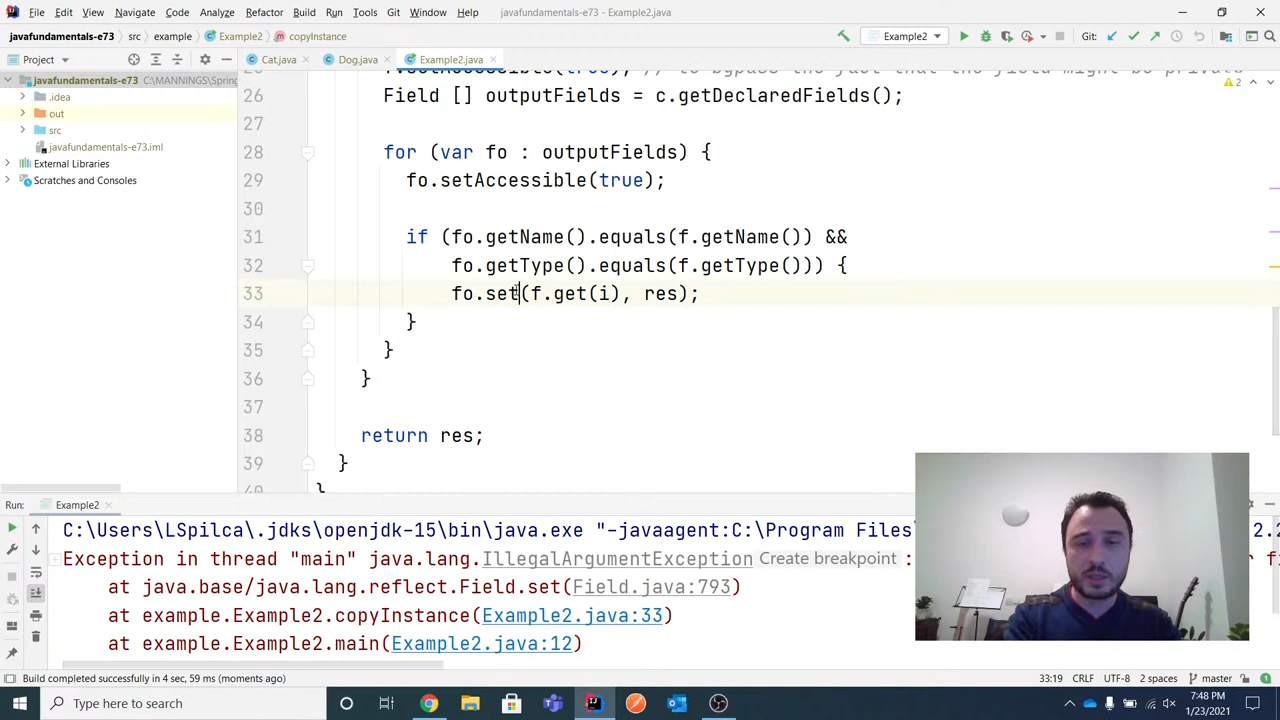 File Edit View Navigate Code Analyze Refactor Build Run Tools Git Window Help javafundamentals-e73 - Example2.java
javafundamentals-e73 src example Example2 copyInstance Example2 Git:
Project Cat.java Dog.java Example2.java
javafundamentals-e73 C:\MANNINGS\Spring
.idea
out
src
javafundamentals-e73.iml
External Libraries
Scratches and Consoles
2
26 Field [] outputFields = c.getDeclaredFields();
27
28 for (var fo : outputFields) {
29 fo.setAccessible(true);
30
31 if (fo.getName().equals(f.getName()) &&
32 fo.getType().equals(f.getType())) {
33 fo.set(f.get(i), res);
34 }
35 }
36 }
37
38 return res;
39 }
40 }
Run: Example2
C:\Users\LSpilca\.jdks\openjdk-15\bin\java.exe "-javaagent:C:\Program Files
Exception in thread "main" java.lang.IllegalArgumentException Create breakpoint :
at java.base/java.lang.reflect.Field.set(Field.java:793)
at example.Example2.copyInstance(Example2.java:33)
at example.Example2.main(Example2.java:12)
Build completed successfully in 4 sec, 59 ms (moments ago) 33:19 CRLF UTF-8 2 spaces master
Type here to search
7:48 PM
1/23/2021